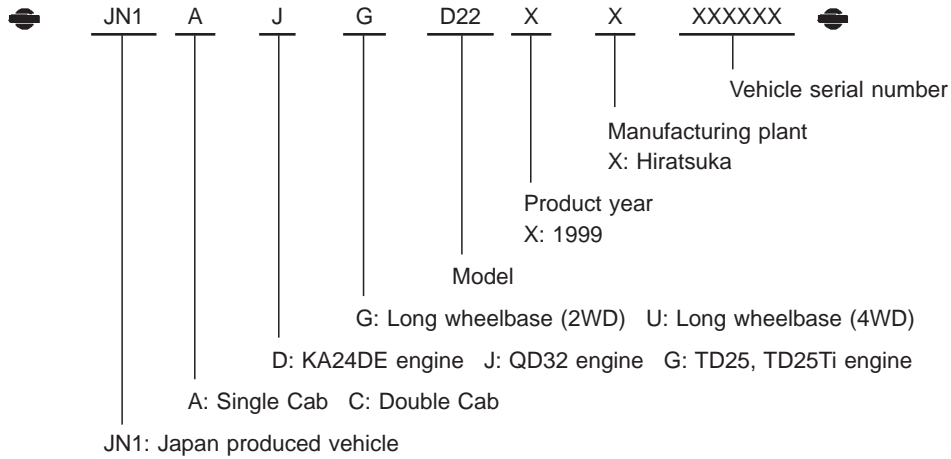 JN1 A J G D22 X X XXXXXX
Vehicle serial number
Manufacturing plant
X: Hiratsuka
Product year
X: 1999
Model
G: Long wheelbase (2WD) U: Long wheelbase (4WD)
D: KA24DE engine J: QD32 engine G: TD25, TD25Ti engine
A: Single Cab C: Double Cab
JN1: Japan produced vehicle